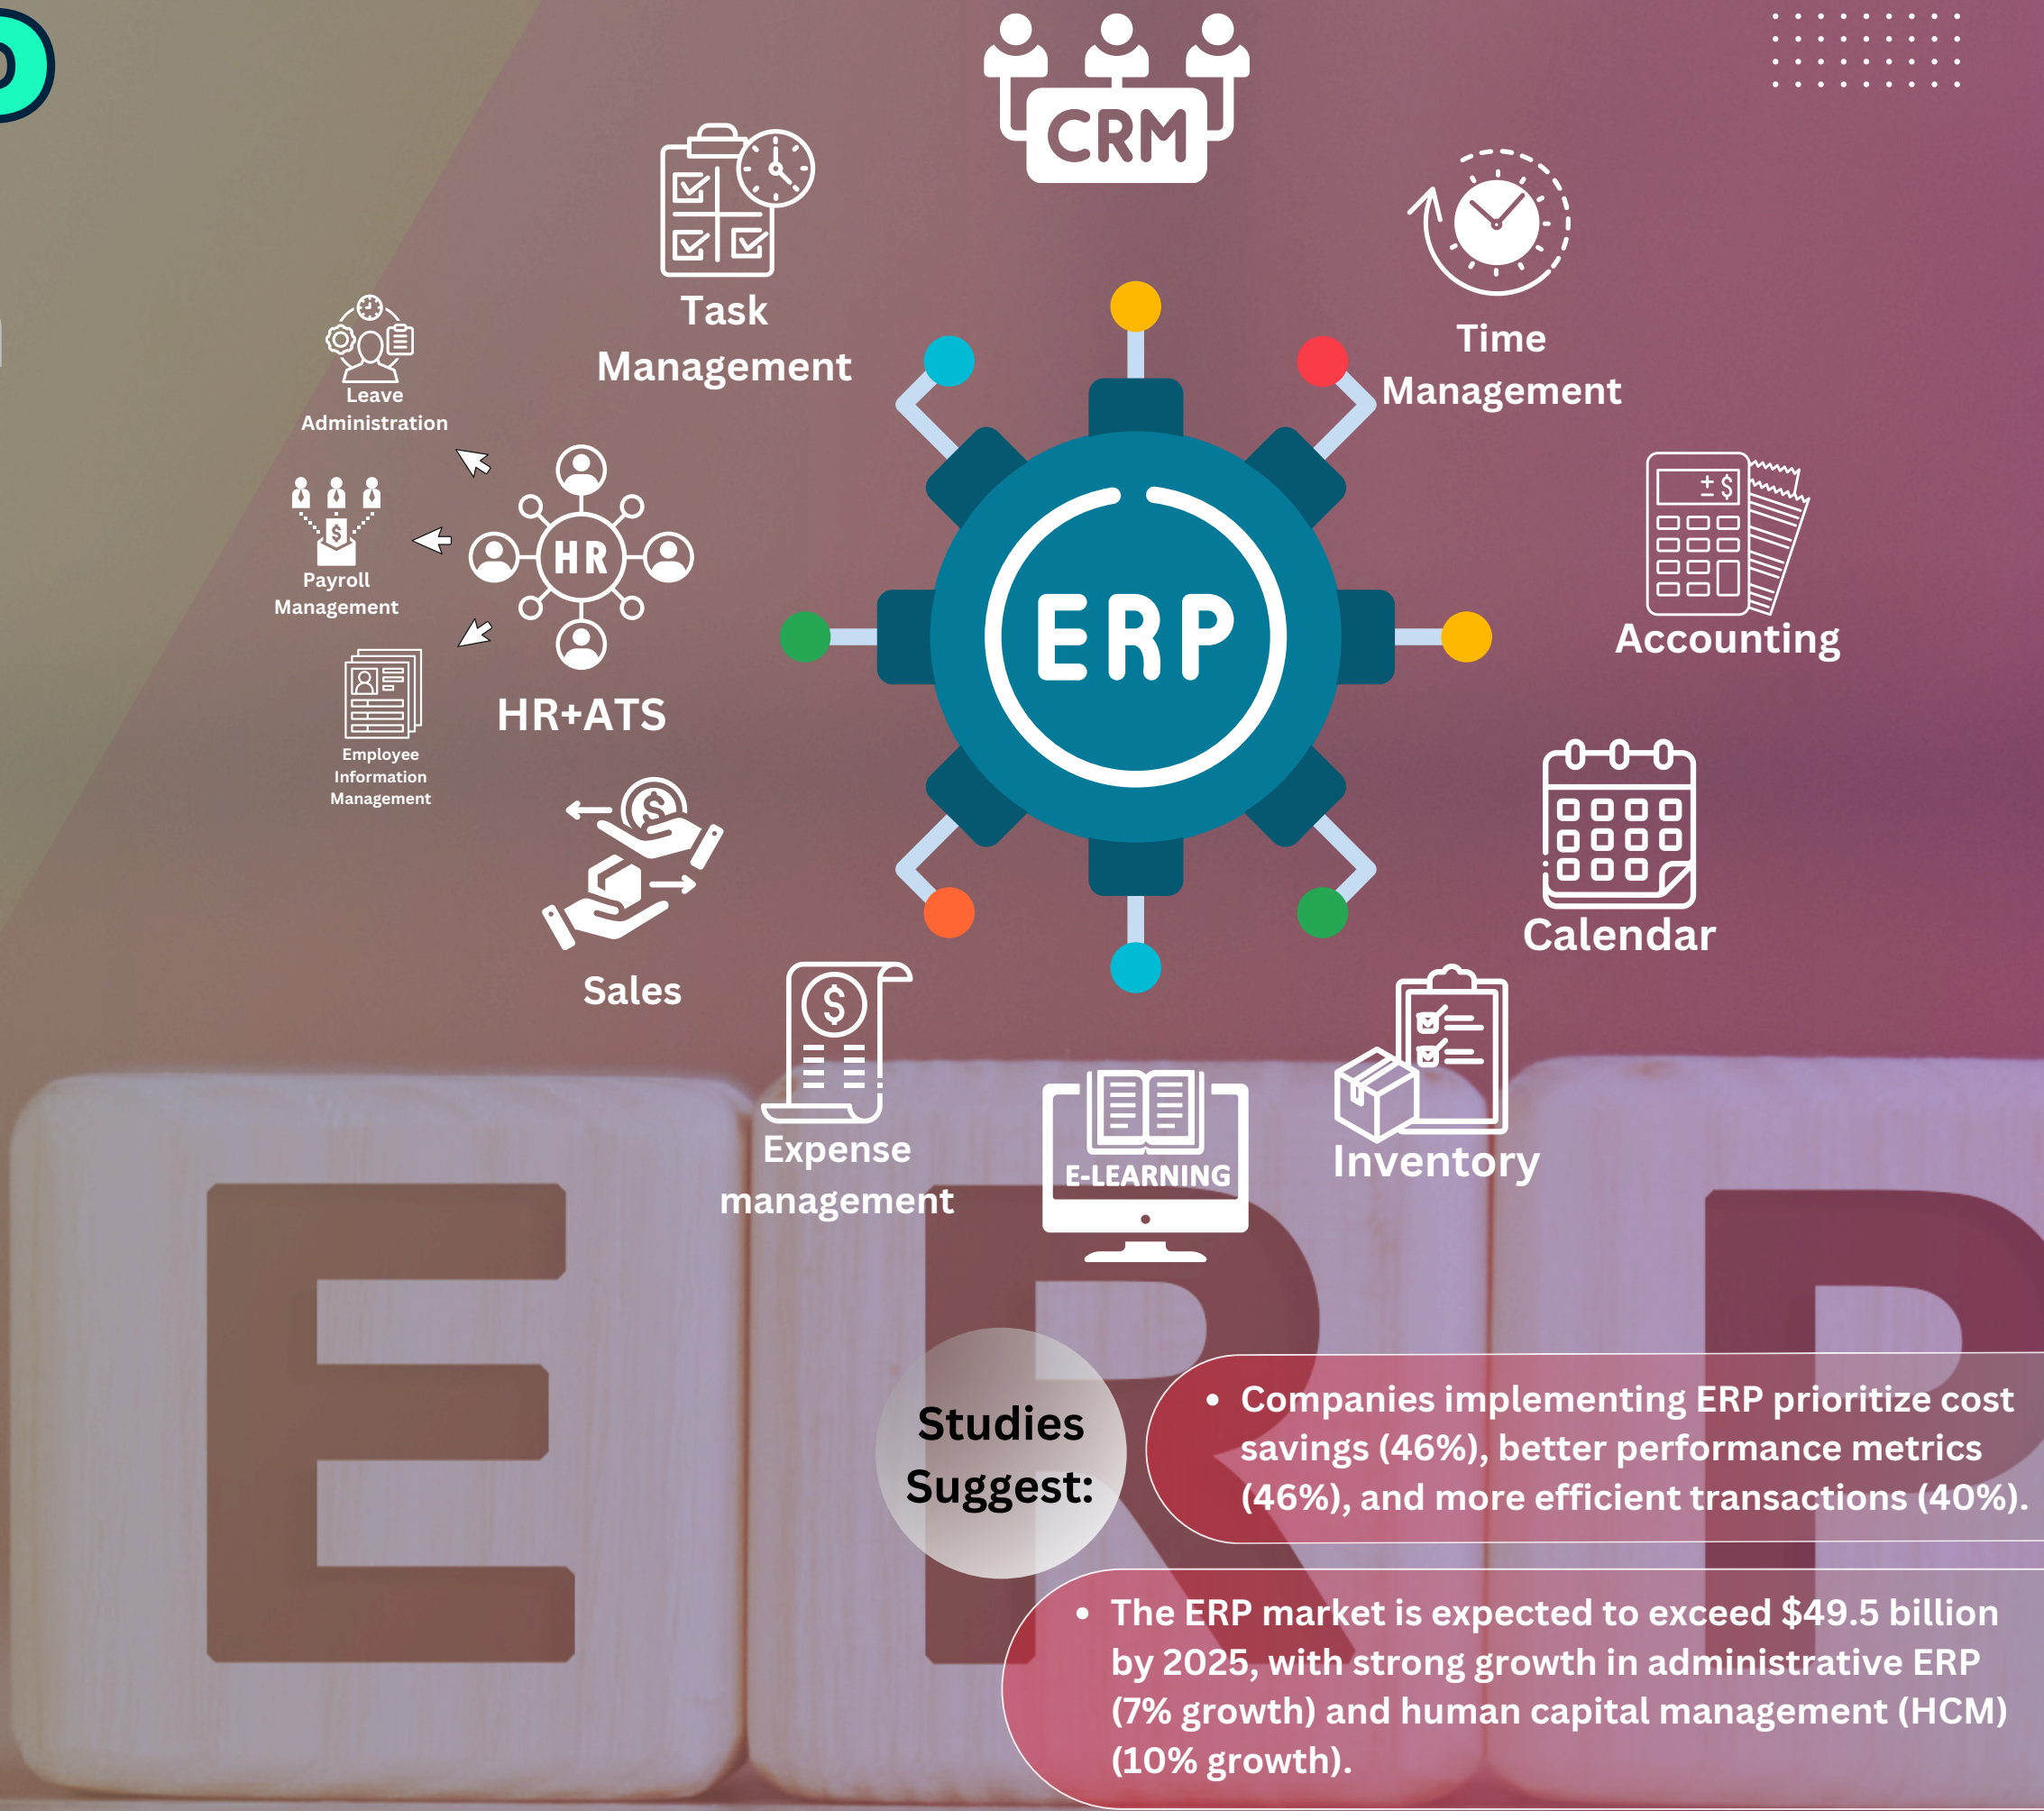 CRM
Task
Management
Time
Management
Leave
Administration
Payroll
Management
Employee
Information
Management
HR
HR+ATS
ERP
± $
Accounting
$
Sales
Calendar
$
Expense
management
E-LEARNING
Inventory
E R P
Studies
Suggest:
• Companies implementing ERP prioritize cost
savings (46%), better performance metrics
(46%), and more efficient transactions (40%).
• The ERP market is expected to exceed $49.5 billion
by 2025, with strong growth in administrative ERP
(7% growth) and human capital management (HCM)
(10% growth).